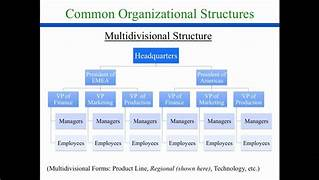 Common Organizational Structures
Multidivisional Structure
Headquarters
President of
EMEA
President of
Americas
VP of
Finance
VP
Marketing
VP of
Production
VP of
Finance
VP of
Marketing
VP of
Production
Managers
Managers
Managers
Managers
Managers
Managers
Employees
Employees
Employees
Employees
Employees
Employees
(Multidivisional Forms: Product Line, Regional (shown here), Technology, etc.)